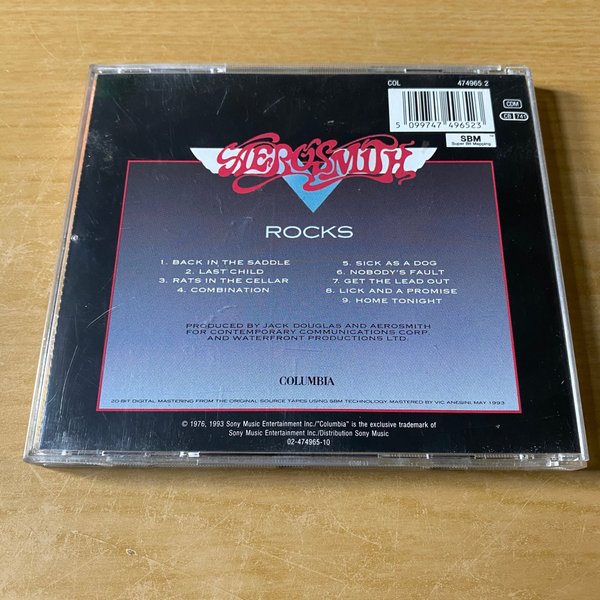 COL 474965 2
5 099747 496523
CDM
CB 741
SBM
Super Bit Mapping
AEROSMITH
ROCKS
1. BACK IN THE SADDLE
2. LAST CHILD
3. RATS IN THE CELLAR
4. COMBINATION
5. SICK AS A DOG
6. NOBODY'S FAULT
7. GET THE LEAD OUT
8. LICK AND A PROMISE
9. HOME TONIGHT
PRODUCED BY JACK DOUGLAS AND AEROSMITH
FOR CONTEMPORARY COMMUNICATIONS CORP.
AND WATERFRONT PRODUCTIONS LTD.
COLUMBIA
20-BIT DIGITAL MASTERING FROM THE ORIGINAL SOURCE TAPES USING SBM TECHNOLOGY. MASTERED BY VIC ANESINI, MAY 1993
© 1976, 1993 Sony Music Entertainment Inc./"Columbia" is the exclusive trademark of
Sony Music Entertainment Inc./Distribution Sony Music
02-474965-10